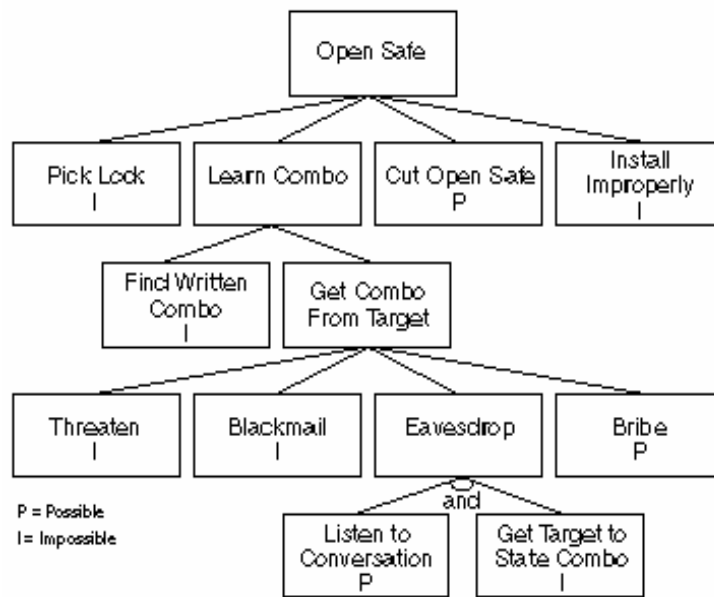 Open Safe
Pick Lock
I
Learn Combo
Cut Open Safe
P
Install
Improperly
I
Find Written
Combo
I
Get Combo
From Target
Threaten
I
Blackmail
I
Eavesdrop
Bribe
P
and
Listen to
Conversation
P
Get Target to
State Combo
I
P = Possible
I = Impossible